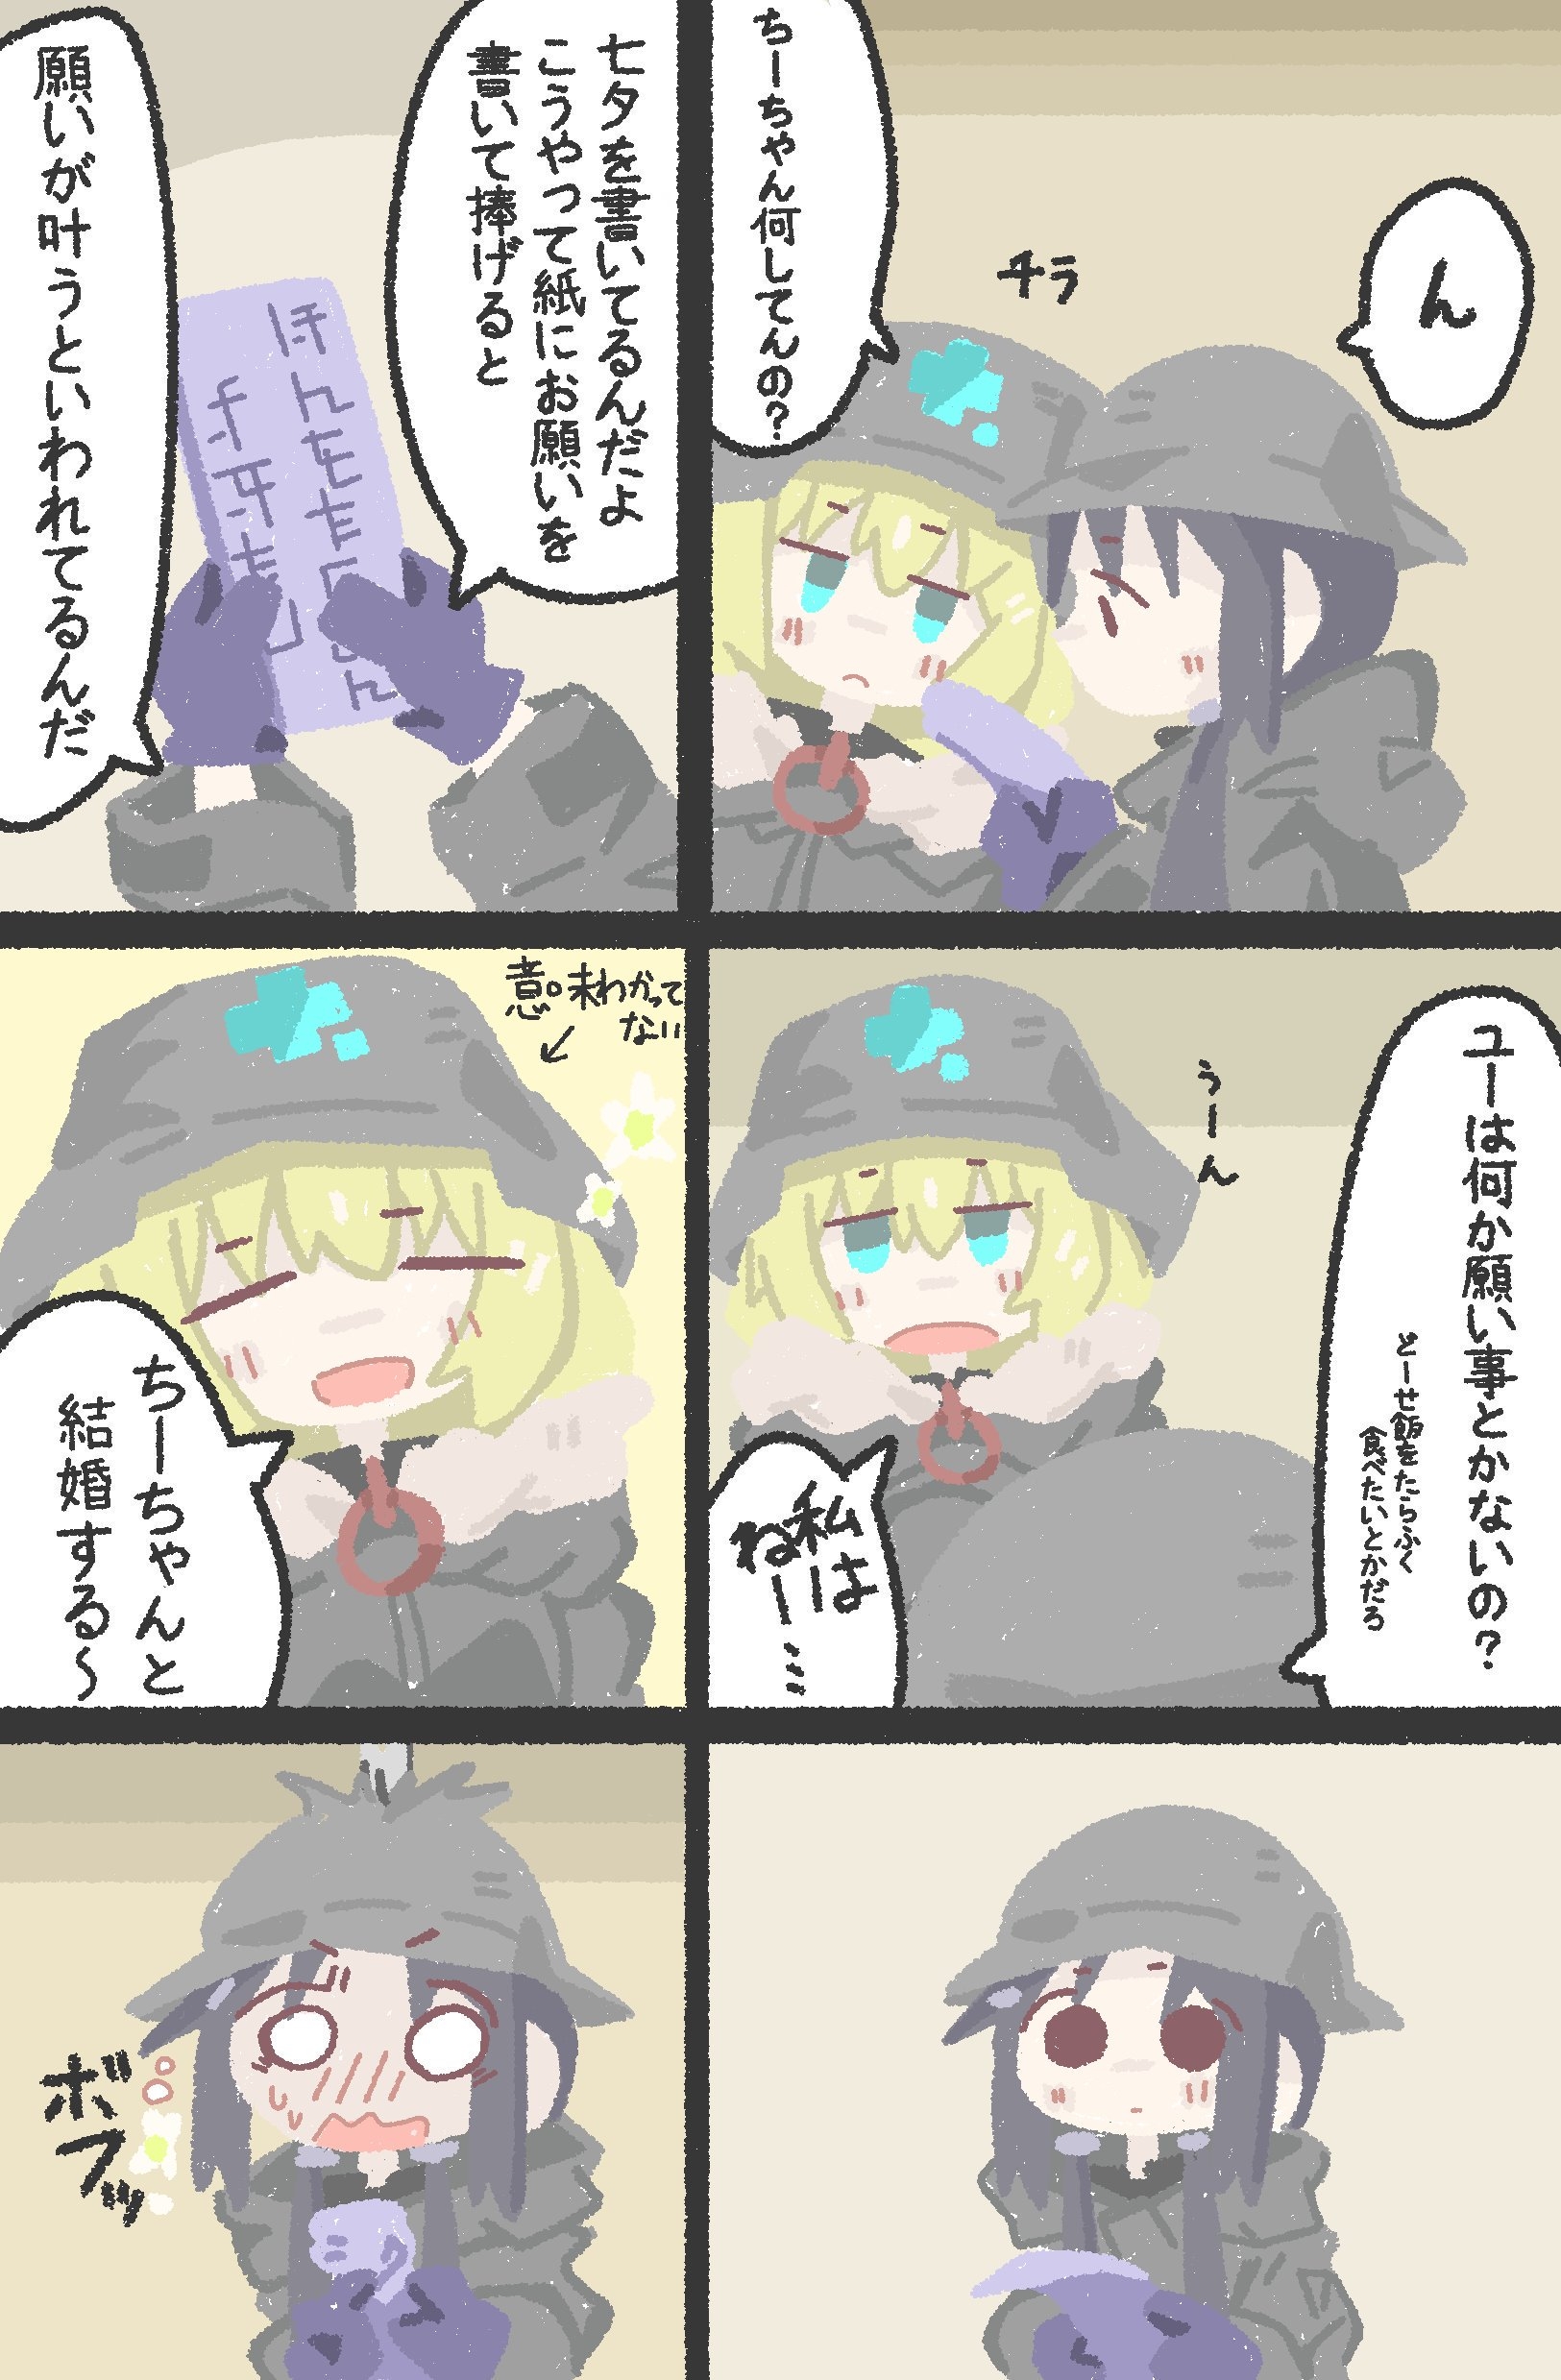 ん
チラ
ちーちゃん何してんの?
七夕を書いてるんだよ
こうやって紙にお願いを
書いて捧げると
願いが叶うといわれてるんだ
ユーは何か願い事とかないの?
どーせ飯をたらふく
食べたいとかだろ
うーん
私は
ねー…
意味わかって
ない
ちーちゃんと
結婚する〜
ボフッ